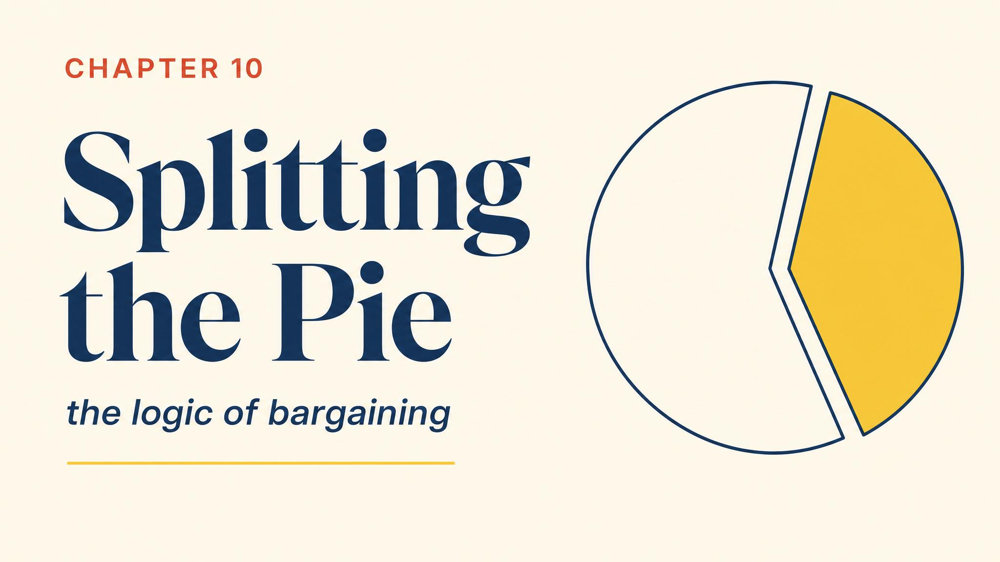 CHAPTER 10
Splitting
the Pie
the logic of bargaining